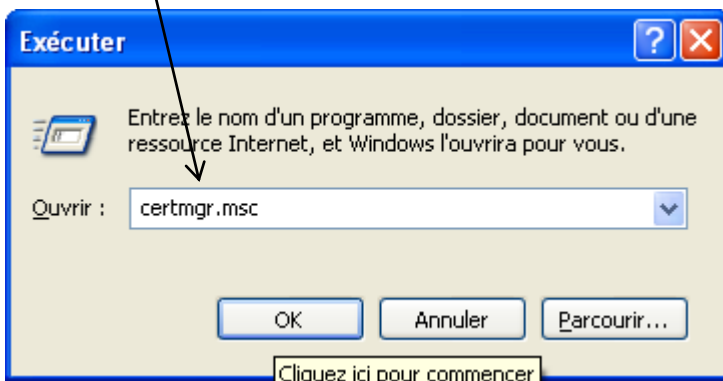 Exécuter
Entrez le nom d'un programme, dossier, document ou d'une
ressource Internet, et Windows l'ouvrira pour vous.
Ouvrir : certmgr.msc
OK Annuler Parcourir...
Cliquez ici pour commencer